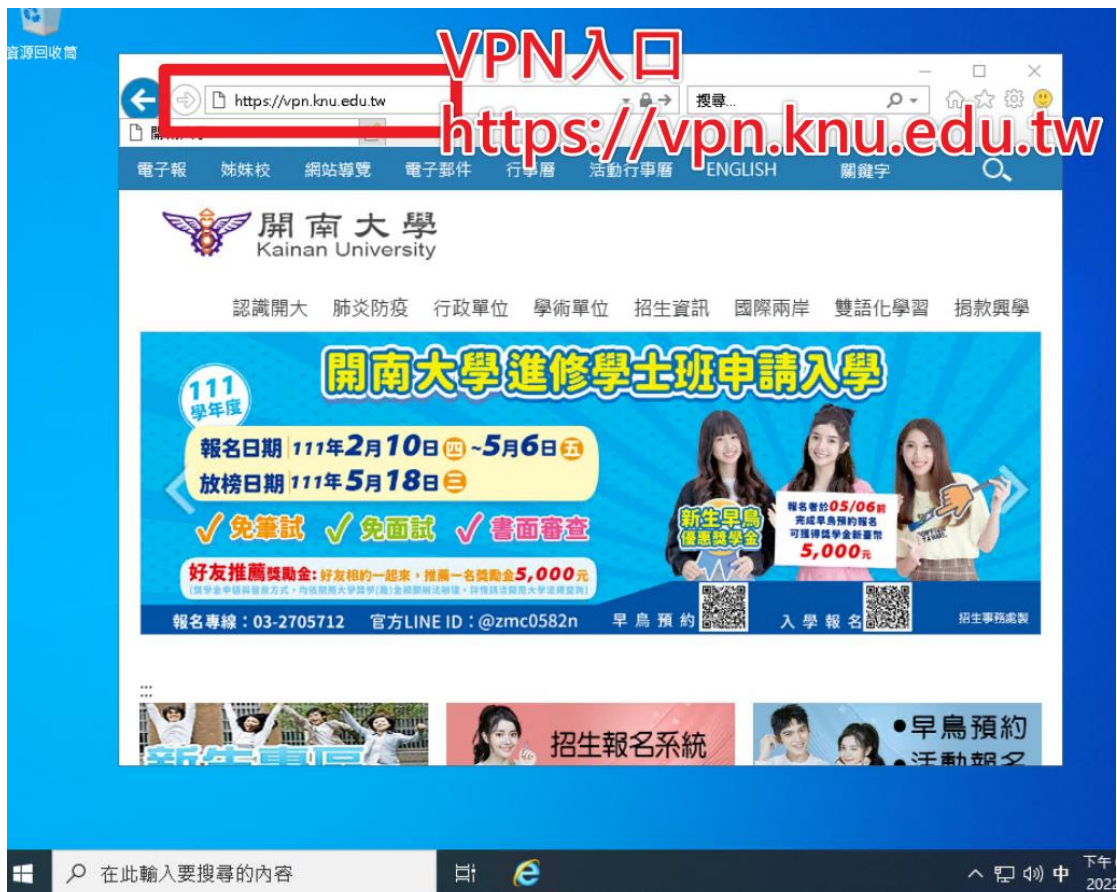 資源回收筒
VPN入口
https://vpn.knu.edu.tw
搜尋...
https://vpn.knu.edu.tw
電子報 姊妹校 網站導覽 電子郵件 行事曆 活動行事曆 ENGLISH 關鍵字
開南大學
Kainan University
認識開大 肺炎防疫 行政單位 學術單位 招生資訊 國際兩岸 雙語化學習 捐款興學
111
學年度
開南大學進修學士班申請入學
報名日期 111年2月10日四~5月6日五
放榜日期 111年5月18日三
免筆試 免面試 書面審查
新生早鳥
優惠獎學金
報名者於05/06前
完成早鳥預約報名
可獲得獎學金新臺幣
5,000元
好友推薦獎勵金:好友相約一起來,推薦一名獎勵金5,000元
報名專線:03-2705712 官方LINE ID:@zmc0582n 早鳥預約 入學報名 招生事務處製
:::
新生專區
招生報名系統
•早鳥預約
•活動報名
在此輸入要搜尋的內容
中
下午